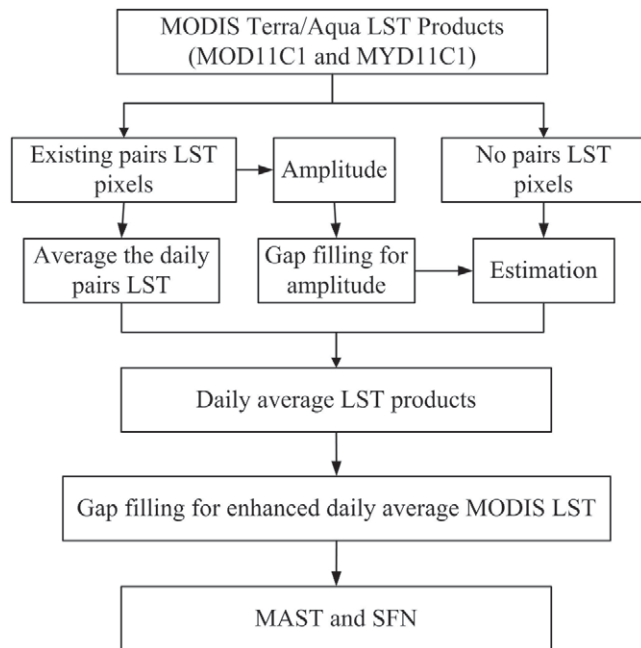 MODIS Terra/Aqua LST Products
(MOD11C1 and MYD11C1)
Existing pairs LST
pixels
Amplitude
No pairs LST
pixels
Average the daily
pairs LST
Gap filling for
amplitude
Estimation
Daily average LST products
Gap filling for enhanced daily average MODIS LST
MAST and SFN